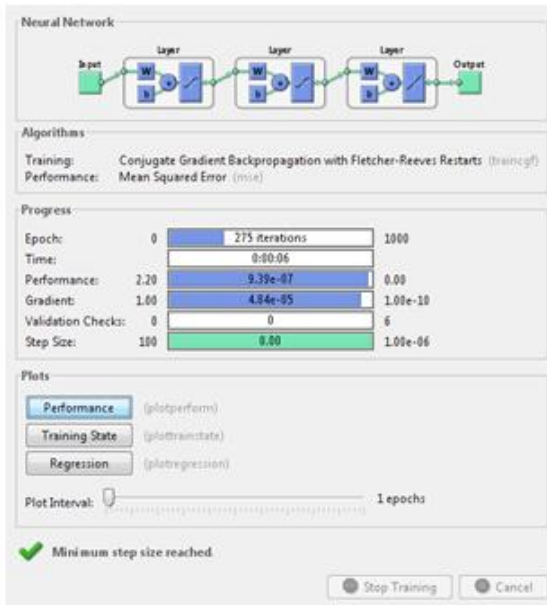 Neural Network
Layer Layer Layer
Input Output
W W W
b b b
Algorithms
Training: Conjugate Gradient Backpropagation with Fletcher-Reeves Restarts (traincgf)
Performance: Mean Squared Error (mse)
Progress
Epoch: 0 275 iterations 1000
Time: 0:00:06
Performance: 2.20 9.39e-07 0.00
Gradient: 1.00 4.84e-05 1.00e-10
Validation Checks: 0 0 6
Step Size: 100 0.00 1.00e-06
Plots
Performance (plotperform)
Training State (plottrainstate)
Regression (plotregression)
Plot Interval: 1 epochs
Minimum step size reached.
Stop Training Cancel